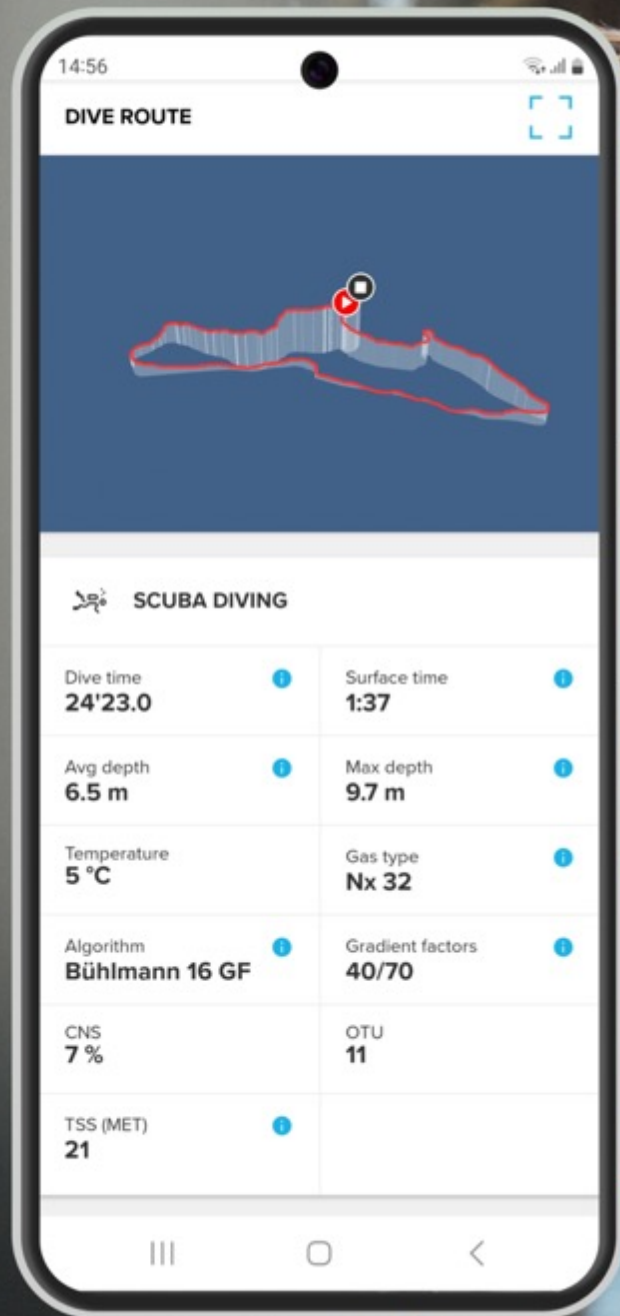 14:56
DIVE ROUTE
SCUBA DIVING
Dive time
24'23.0
Surface time
1:37
Avg depth
6.5 m
Max depth
9.7 m
Temperature
5 °C
Gas type
Nx 32
Algorithm
Bühlmann 16 GF
Gradient factors
40/70
CNS
7 %
OTU
11
TSS (MET)
21